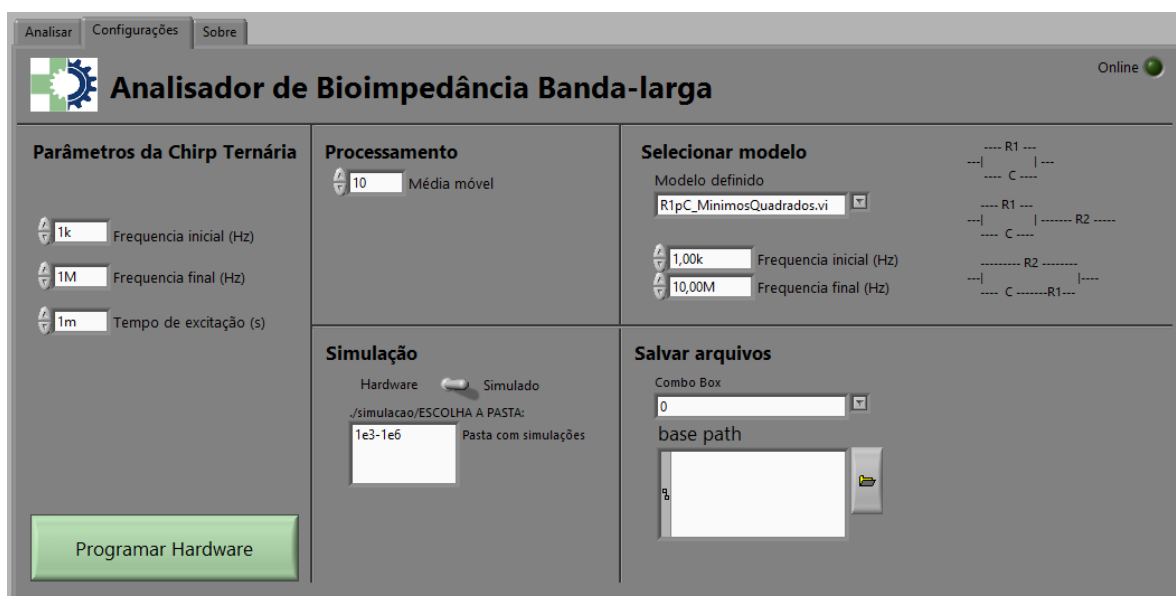 Analisar Configurações Sobre
Analisador de Bioimpedância Banda-larga
Online
Parâmetros da Chirp Ternária
1k Frequencia inicial (Hz)
1M Frequencia final (Hz)
1m Tempo de excitação (s)
Programar Hardware
Processamento
10 Média móvel
Simulação
Hardware Simulado
./simulacao/ESCOLHA A PASTA:
1e3-1e6 Pasta com simulações
Selecionar modelo
Modelo definido
R1pC_MinimosQuadrados.vi
1,00k Frequencia inicial (Hz)
10,00M Frequencia final (Hz)
---- R1 ---
---| | ---
---- C ----
---- R1 ---
---| | ------- R2 -----
---- C ----
--------- R2 --------
---| |----
---- C -------R1---
Salvar arquivos
Combo Box
0
base path